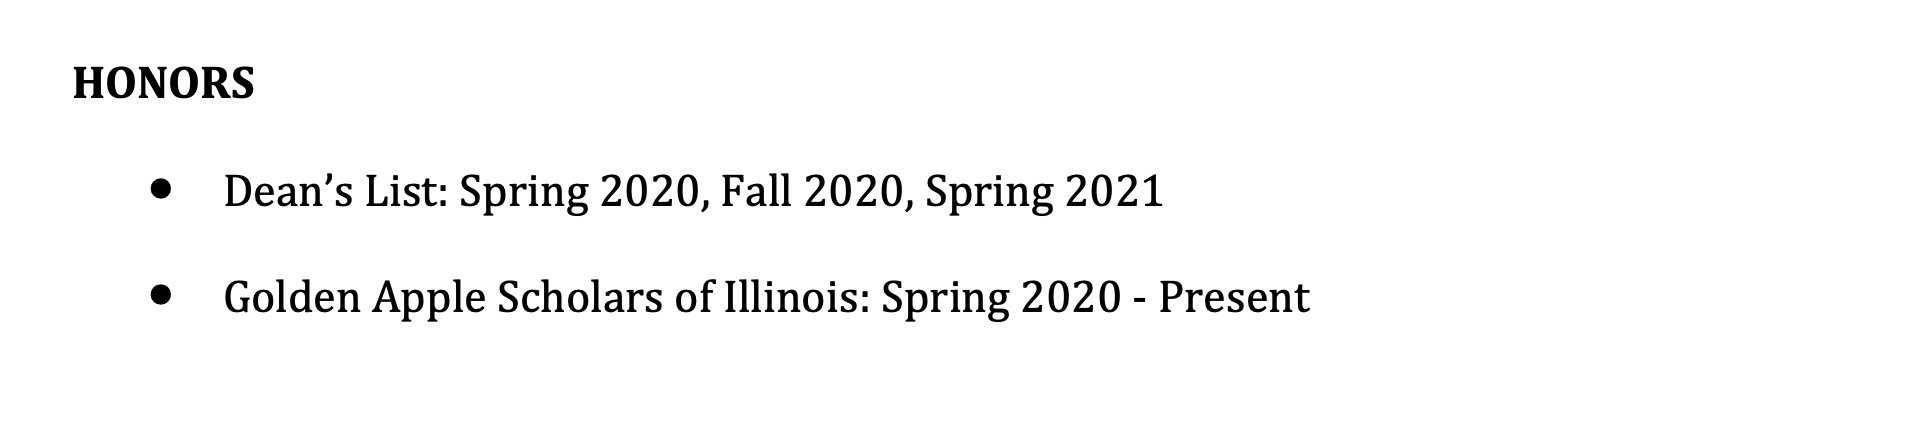 HONORS
● Dean’s List: Spring 2020, Fall 2020, Spring 2021
● Golden Apple Scholars of Illinois: Spring 2020 - Present